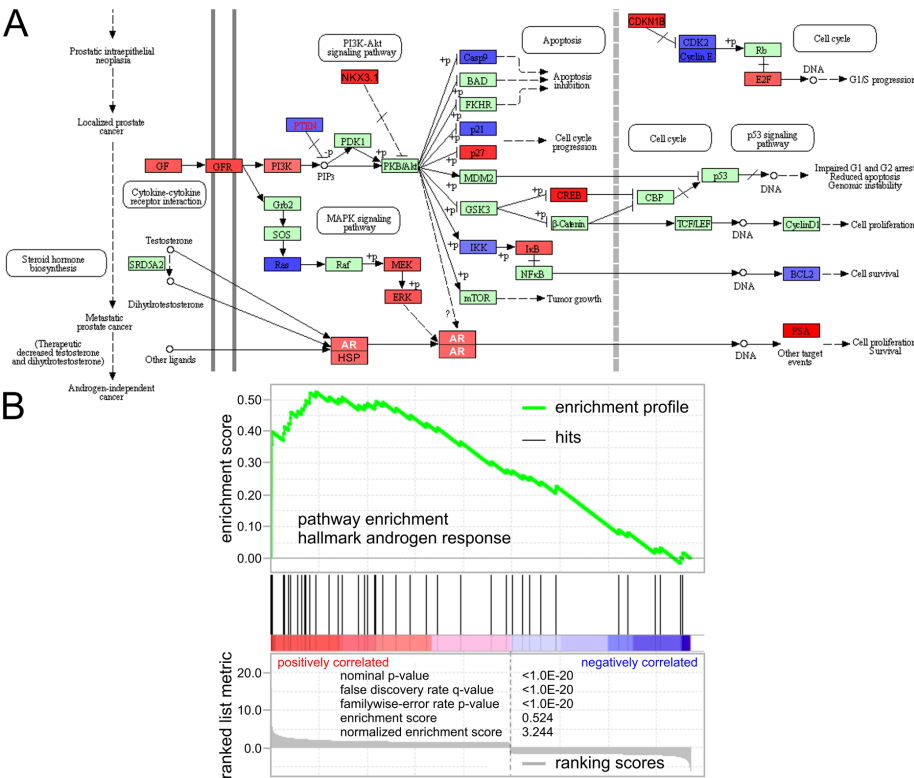 A
Prostatic intraepithelial
neoplasia
Localized prostate
cancer
Cytokine-cytokine
receptor interaction
Steroid hormone
biosynthesis
Testosterone
SRD5A2
Dihydrotestosterone
Metastatic
prostate cancer
(Therapeutic
decreased testosterone
and dihydrotestosterone)
Other ligands
Androgen-independent
cancer
GF
GFR
PI3K
PTEN
-p
PIP3
PDK1
+p
PKB/Akt
PI3K-Akt
signaling pathway
NKX3.1
Grb2
SOS
Ras
MAPK signaling
pathway
Raf
+p
MEK
+p
ERK
AR
HSP
AR
AR
?
+p
Casp9
+p
BAD
+p
FKHR
p21
+p
p27
MDM2
+p
GSK3
+p
IKK
+p
mTOR
Apoptosis
Apoptosis
inhibition
Cell cycle
progression
+p
CREB
+p
β-Catenin
+p
IκB
NFκB
Tumor growth
CDKN1B
CDK2
Cyclin E
+p
Rb
E2F
Cell cycle
DNA
G1/S progression
Cell cycle
p53 signaling
pathway
CBP
p53
DNA
Impaired G1 and G2 arrest
Reduced apoptosis
Genomic instability
TCF/LEF
DNA
CyclinD1
Cell proliferation
DNA
BCL2
Cell survival
DNA
PSA
Other target
events
Cell proliferation
Survival
B
enrichment score
0.50
0.40
0.30
0.20
0.10
0.00
enrichment profile
hits
pathway enrichment
hallmark androgen response
ranked list metric
20.0
10.0
0.0
positively correlated
negatively correlated
nominal p-value <1.0E-20
false discovery rate q-value <1.0E-20
familywise-error rate p-value <1.0E-20
enrichment score 0.524
normalized enrichment score 3.244
ranking scores